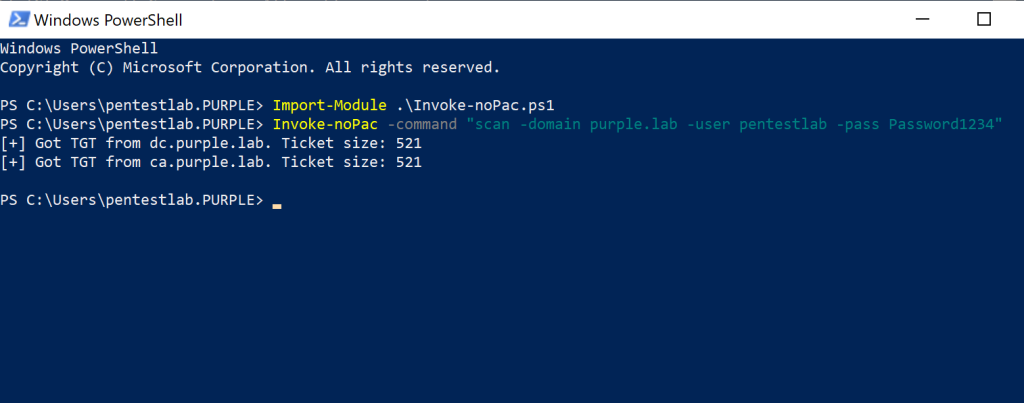 Windows PowerShell
Windows PowerShell
Copyright (C) Microsoft Corporation. All rights reserved.
PS C:\Users\pentestlab.PURPLE> Import-Module .\Invoke-noPac.ps1
PS C:\Users\pentestlab.PURPLE> Invoke-noPac -command "scan -domain purple.lab -user pentestlab -pass Password1234"
[+] Got TGT from dc.purple.lab. Ticket size: 521
[+] Got TGT from ca.purple.lab. Ticket size: 521
PS C:\Users\pentestlab.PURPLE>